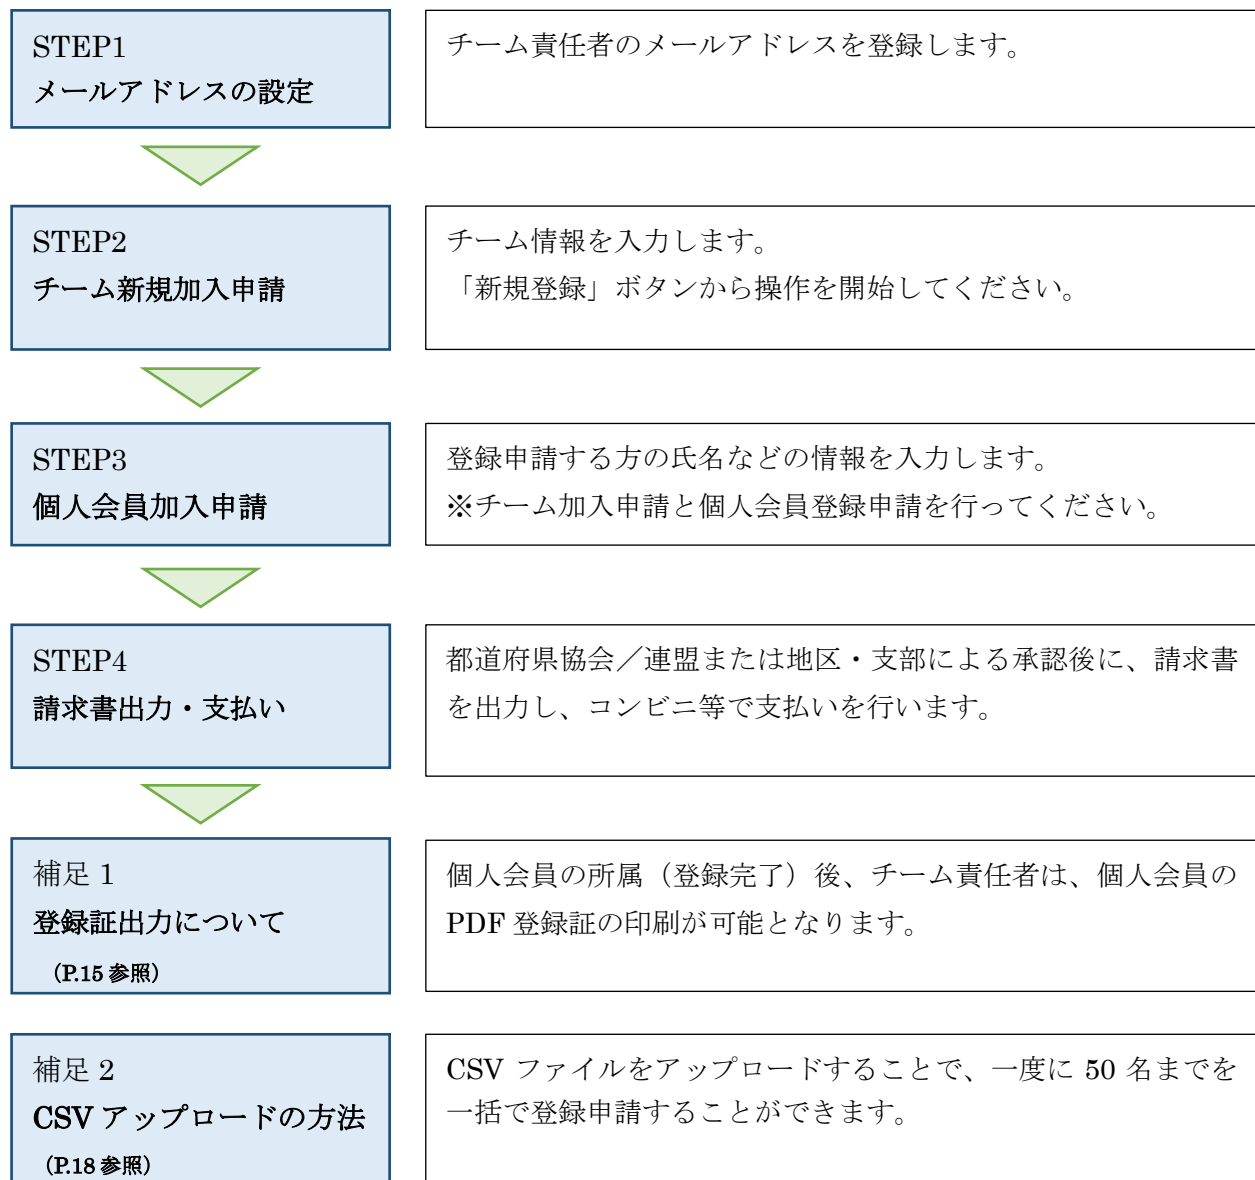 STEP1
メールアドレスの設定
チーム責任者のメールアドレスを登録します。
STEP2
チーム新規加入申請
チーム情報を入力します。
「新規登録」ボタンから操作を開始してください。
STEP3
個人会員加入申請
登録申請する方の氏名などの情報を入力します。
※チーム加入申請と個人会員登録申請を行ってください。
STEP4
請求書出力・支払い
都道府県協会／連盟または地区・支部による承認後に、請求書
を出力し、コンビニ等で支払いを行います。
補足 1
登録証出力について
（P.15 参照）
個人会員の所属（登録完了）後、チーム責任者は、個人会員の
PDF 登録証の印刷が可能となります。
補足 2
CSV アップロードの方法
（P.18 参照）
CSV ファイルをアップロードすることで、一度に 50 名までを
一括で登録申請することができます。